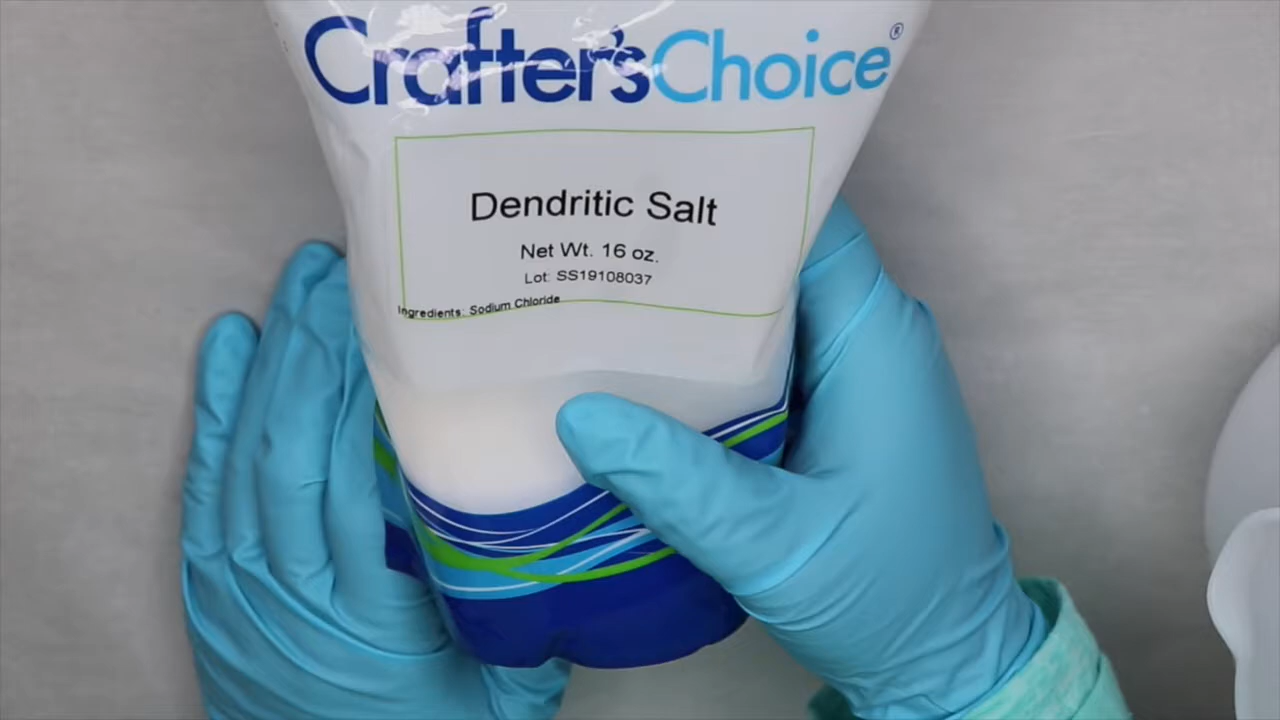 Crafter's Choice®
Dendritic Salt
Net Wt. 16 oz.
Lot: SS19108037
Ingredients: Sodium Chloride